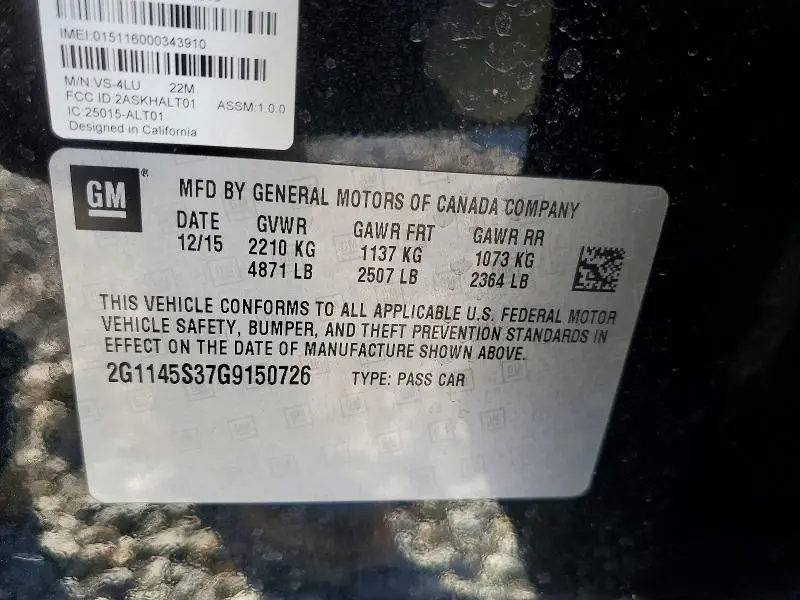 IMEI:015116000343910
M/N:VS-4LU 22M
FCC ID:2ASKHALT01 ASSM:1.0.0
IC:25015-ALT01
Designed in California
GM ®
MFD BY GENERAL MOTORS OF CANADA COMPANY
DATE GVWR GAWR FRT GAWR RR
12/15 2210 KG 1137 KG 1073 KG
4871 LB 2507 LB 2364 LB
THIS VEHICLE CONFORMS TO ALL APPLICABLE U.S. FEDERAL MOTOR
VEHICLE SAFETY, BUMPER, AND THEFT PREVENTION STANDARDS IN
EFFECT ON THE DATE OF MANUFACTURE SHOWN ABOVE.
2G1145S37G9150726 TYPE: PASS CAR